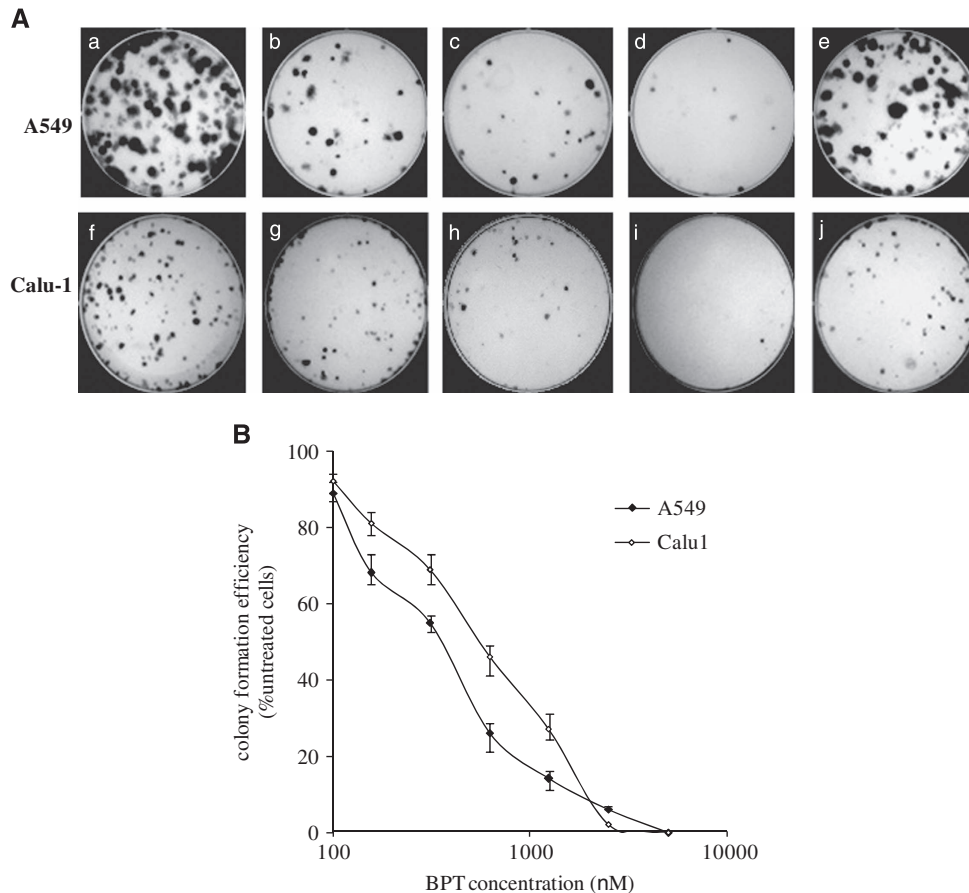 A
a b c d e
A549
f g h i j
Calu-1
B
100
80
60
40
20
0
colony formation efficiency
(%untreated cells)
A549
Calu1
100 1000 10000
BPT concentration (nM)